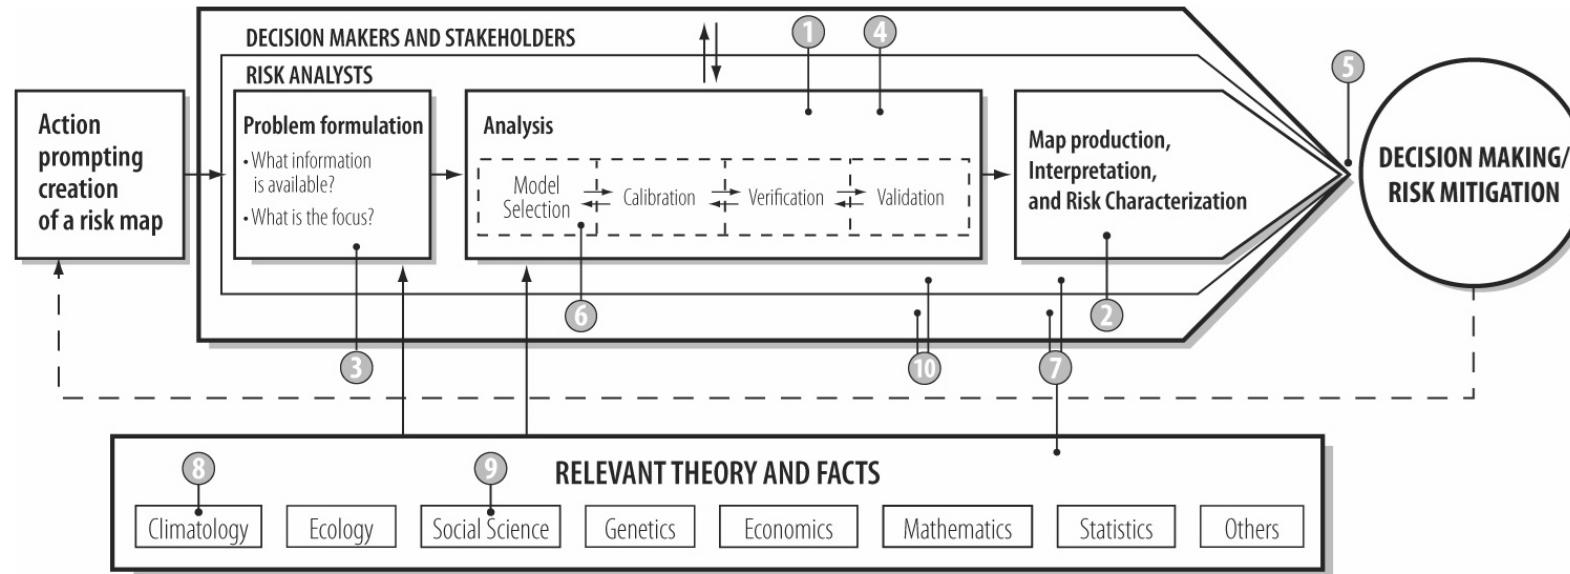 DECISION MAKERS AND STAKEHOLDERS
1
4
5
RISK ANALYSTS
Action
prompting
creation
of a risk map
Problem formulation
• What information
is available?
• What is the focus?
3
Analysis
Model
Selection
Calibration
Verification
Validation
6
Map production,
Interpretation,
and Risk Characterization
2
DECISION MAKING/
RISK MITIGATION
10
7
RELEVANT THEORY AND FACTS
8
9
Climatology
Ecology
Social Science
Genetics
Economics
Mathematics
Statistics
Others